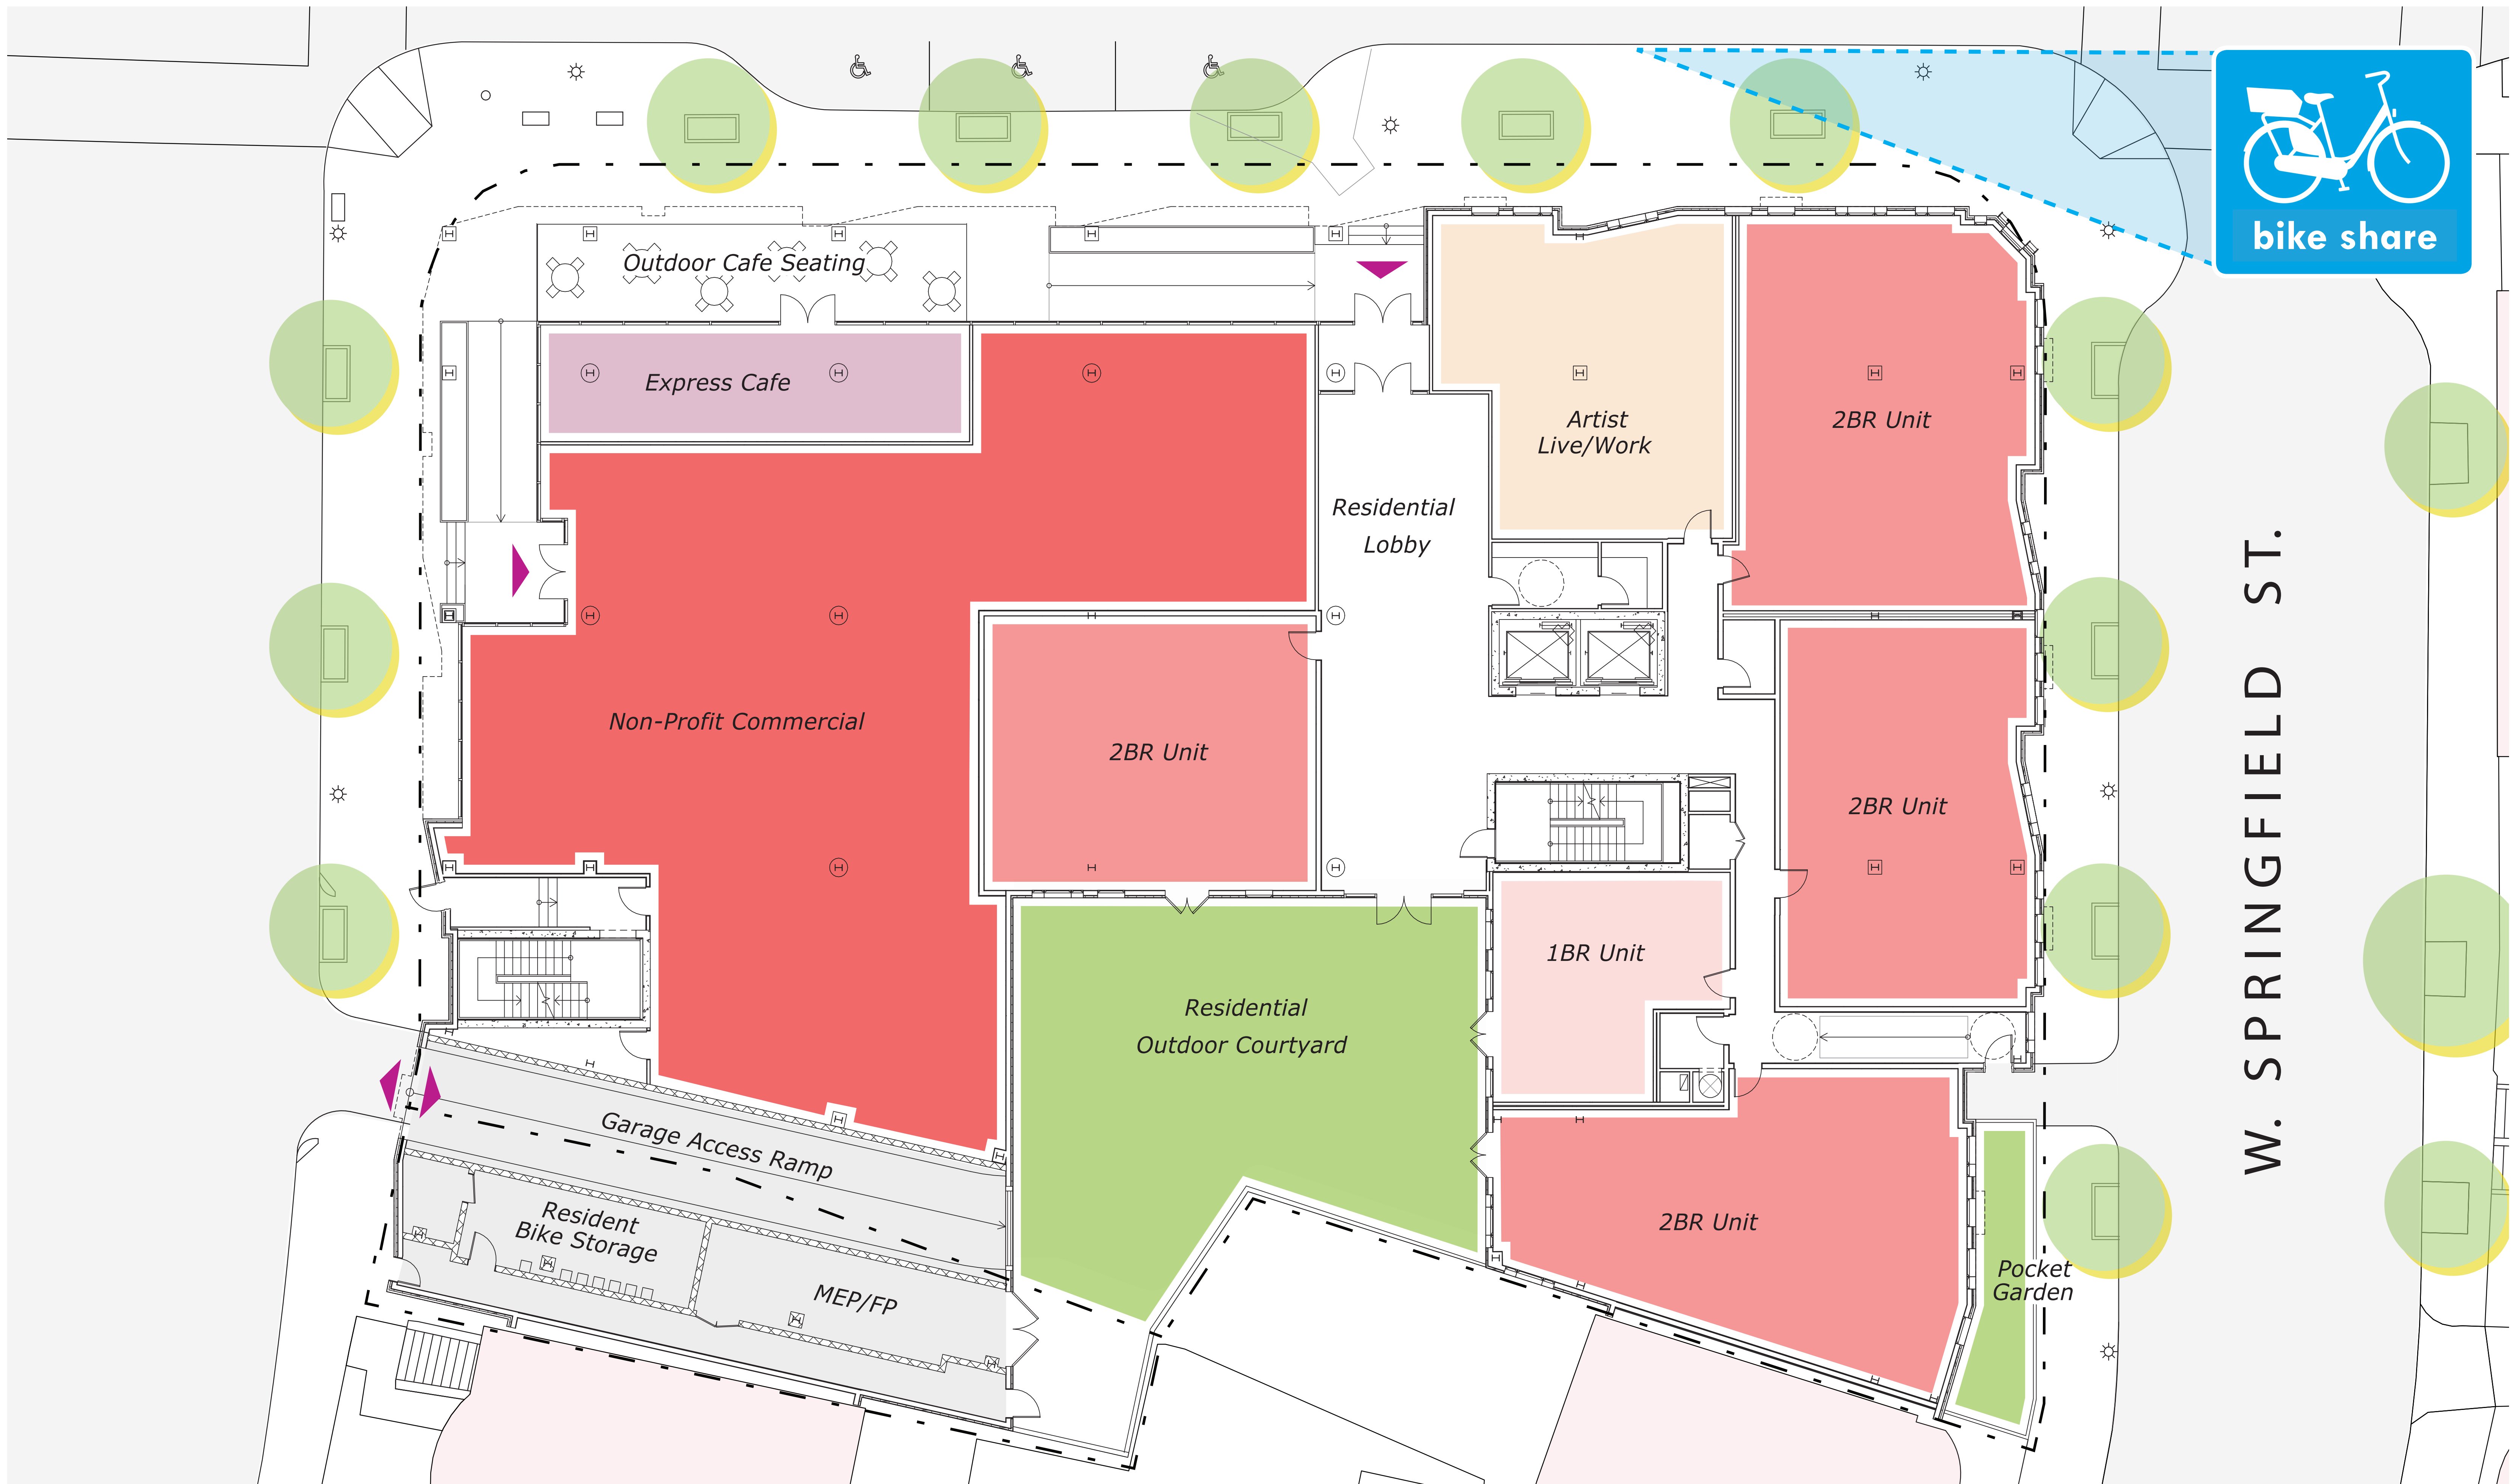 bike share
Outdoor Cafe Seating
Express Cafe
Artist
Live/Work
2BR Unit
Residential
Lobby
Non-Profit Commercial
2BR Unit
2BR Unit
W. SPRINGFIELD ST.
1BR Unit
Residential
Outdoor Courtyard
Garage Access Ramp
Resident
Bike Storage
MEP/FP
2BR Unit
Pocket
Garden